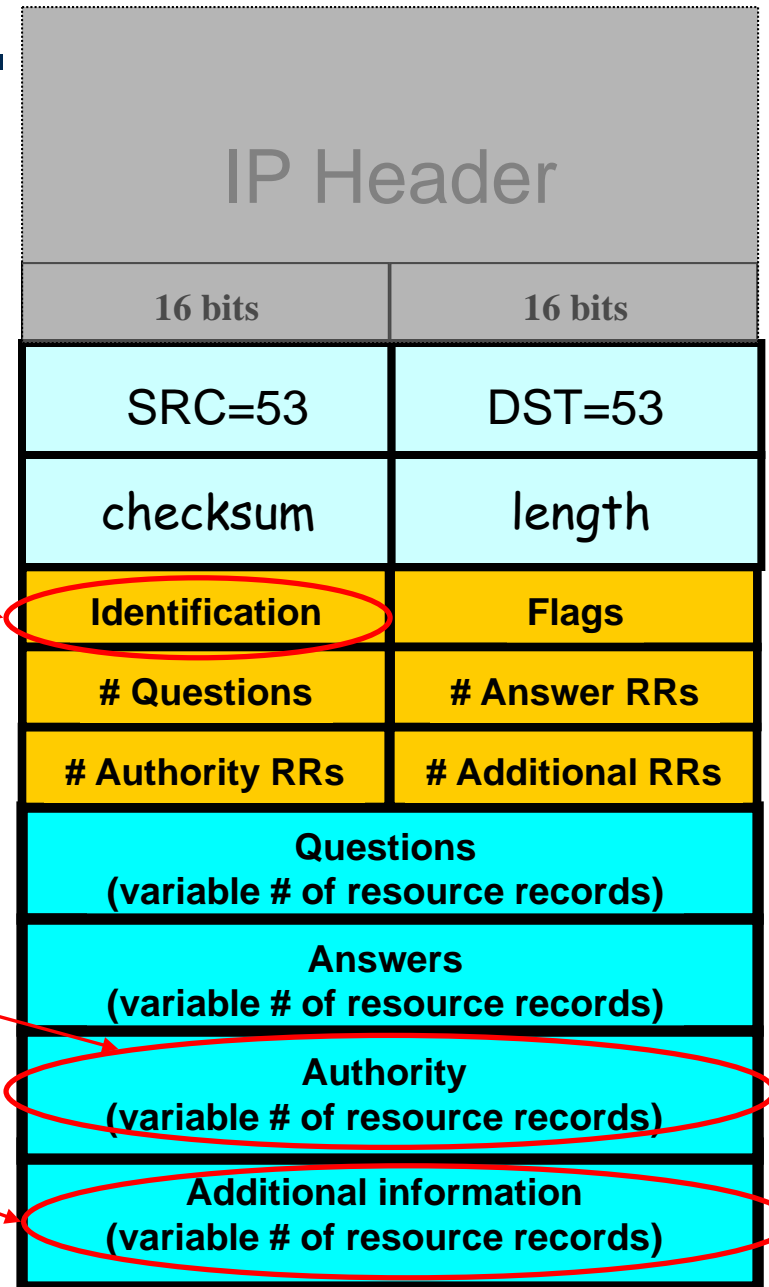 IP Header
16 bits 16 bits
SRC=53 DST=53
checksum length
Identification Flags
# Questions # Answer RRs
# Authority RRs # Additional RRs
Questions
(variable # of resource records)
Answers
(variable # of resource records)
Authority
(variable # of resource records)
Additional information
(variable # of resource records)